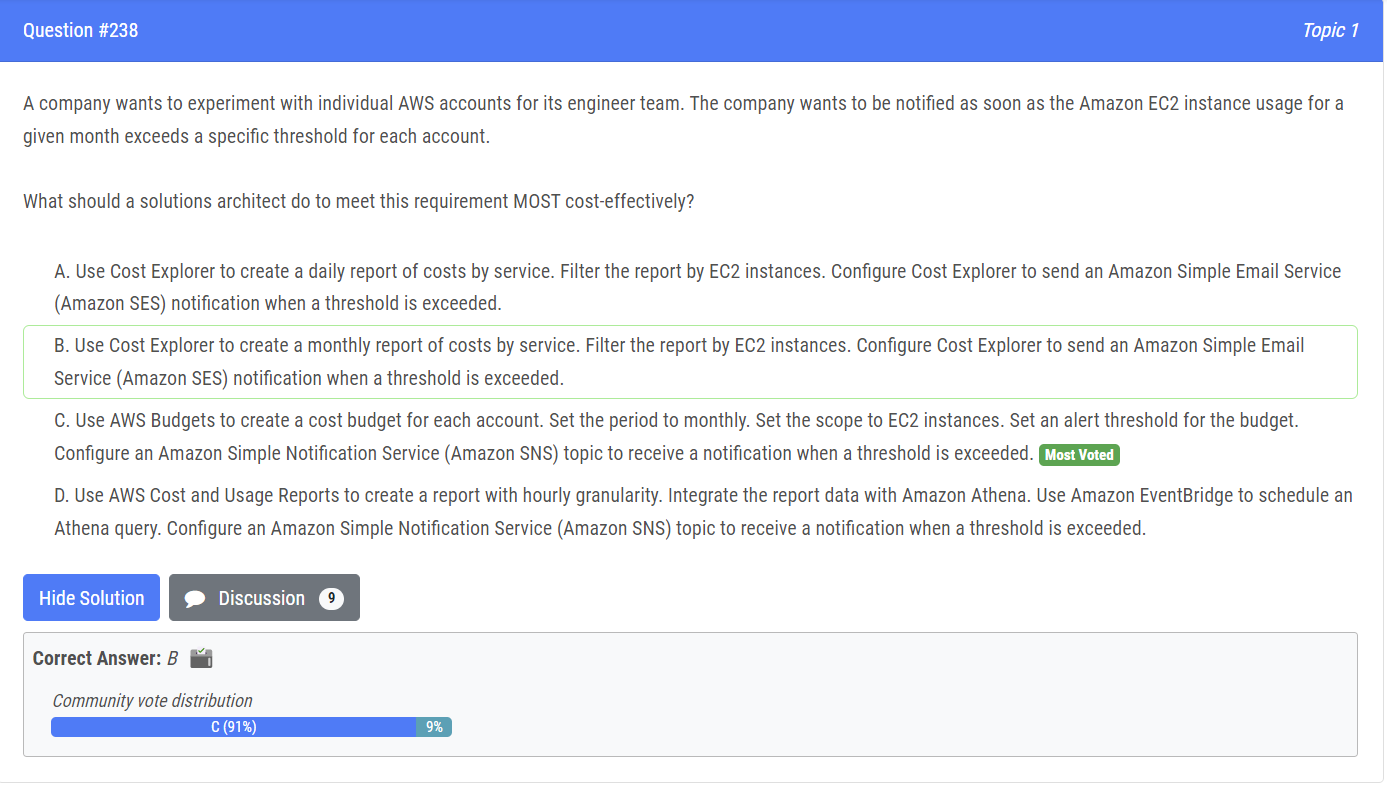 Question #238
Topic 1
A company wants to experiment with individual AWS accounts for its engineer team. The company wants to be notified as soon as the Amazon EC2 instance usage for a
given month exceeds a specific threshold for each account.
What should a solutions architect do to meet this requirement MOST cost-effectively?
A. Use Cost Explorer to create a daily report of costs by service. Filter the report by EC2 instances. Configure Cost Explorer to send an Amazon Simple Email Service
(Amazon SES) notification when a threshold is exceeded.
B. Use Cost Explorer to create a monthly report of costs by service. Filter the report by EC2 instances. Configure Cost Explorer to send an Amazon Simple Email
Service (Amazon SES) notification when a threshold is exceeded.
C. Use AWS Budgets to create a cost budget for each account. Set the period to monthly. Set the scope to EC2 instances. Set an alert threshold for the budget.
Configure an Amazon Simple Notification Service (Amazon SNS) topic to receive a notification when a threshold is exceeded. Most Voted
D. Use AWS Cost and Usage Reports to create a report with hourly granularity. Integrate the report data with Amazon Athena. Use Amazon EventBridge to schedule an
Athena query. Configure an Amazon Simple Notification Service (Amazon SNS) topic to receive a notification when a threshold is exceeded.
Hide Solution
Discussion 9
Correct Answer: B
Community vote distribution
C (91%)
9%